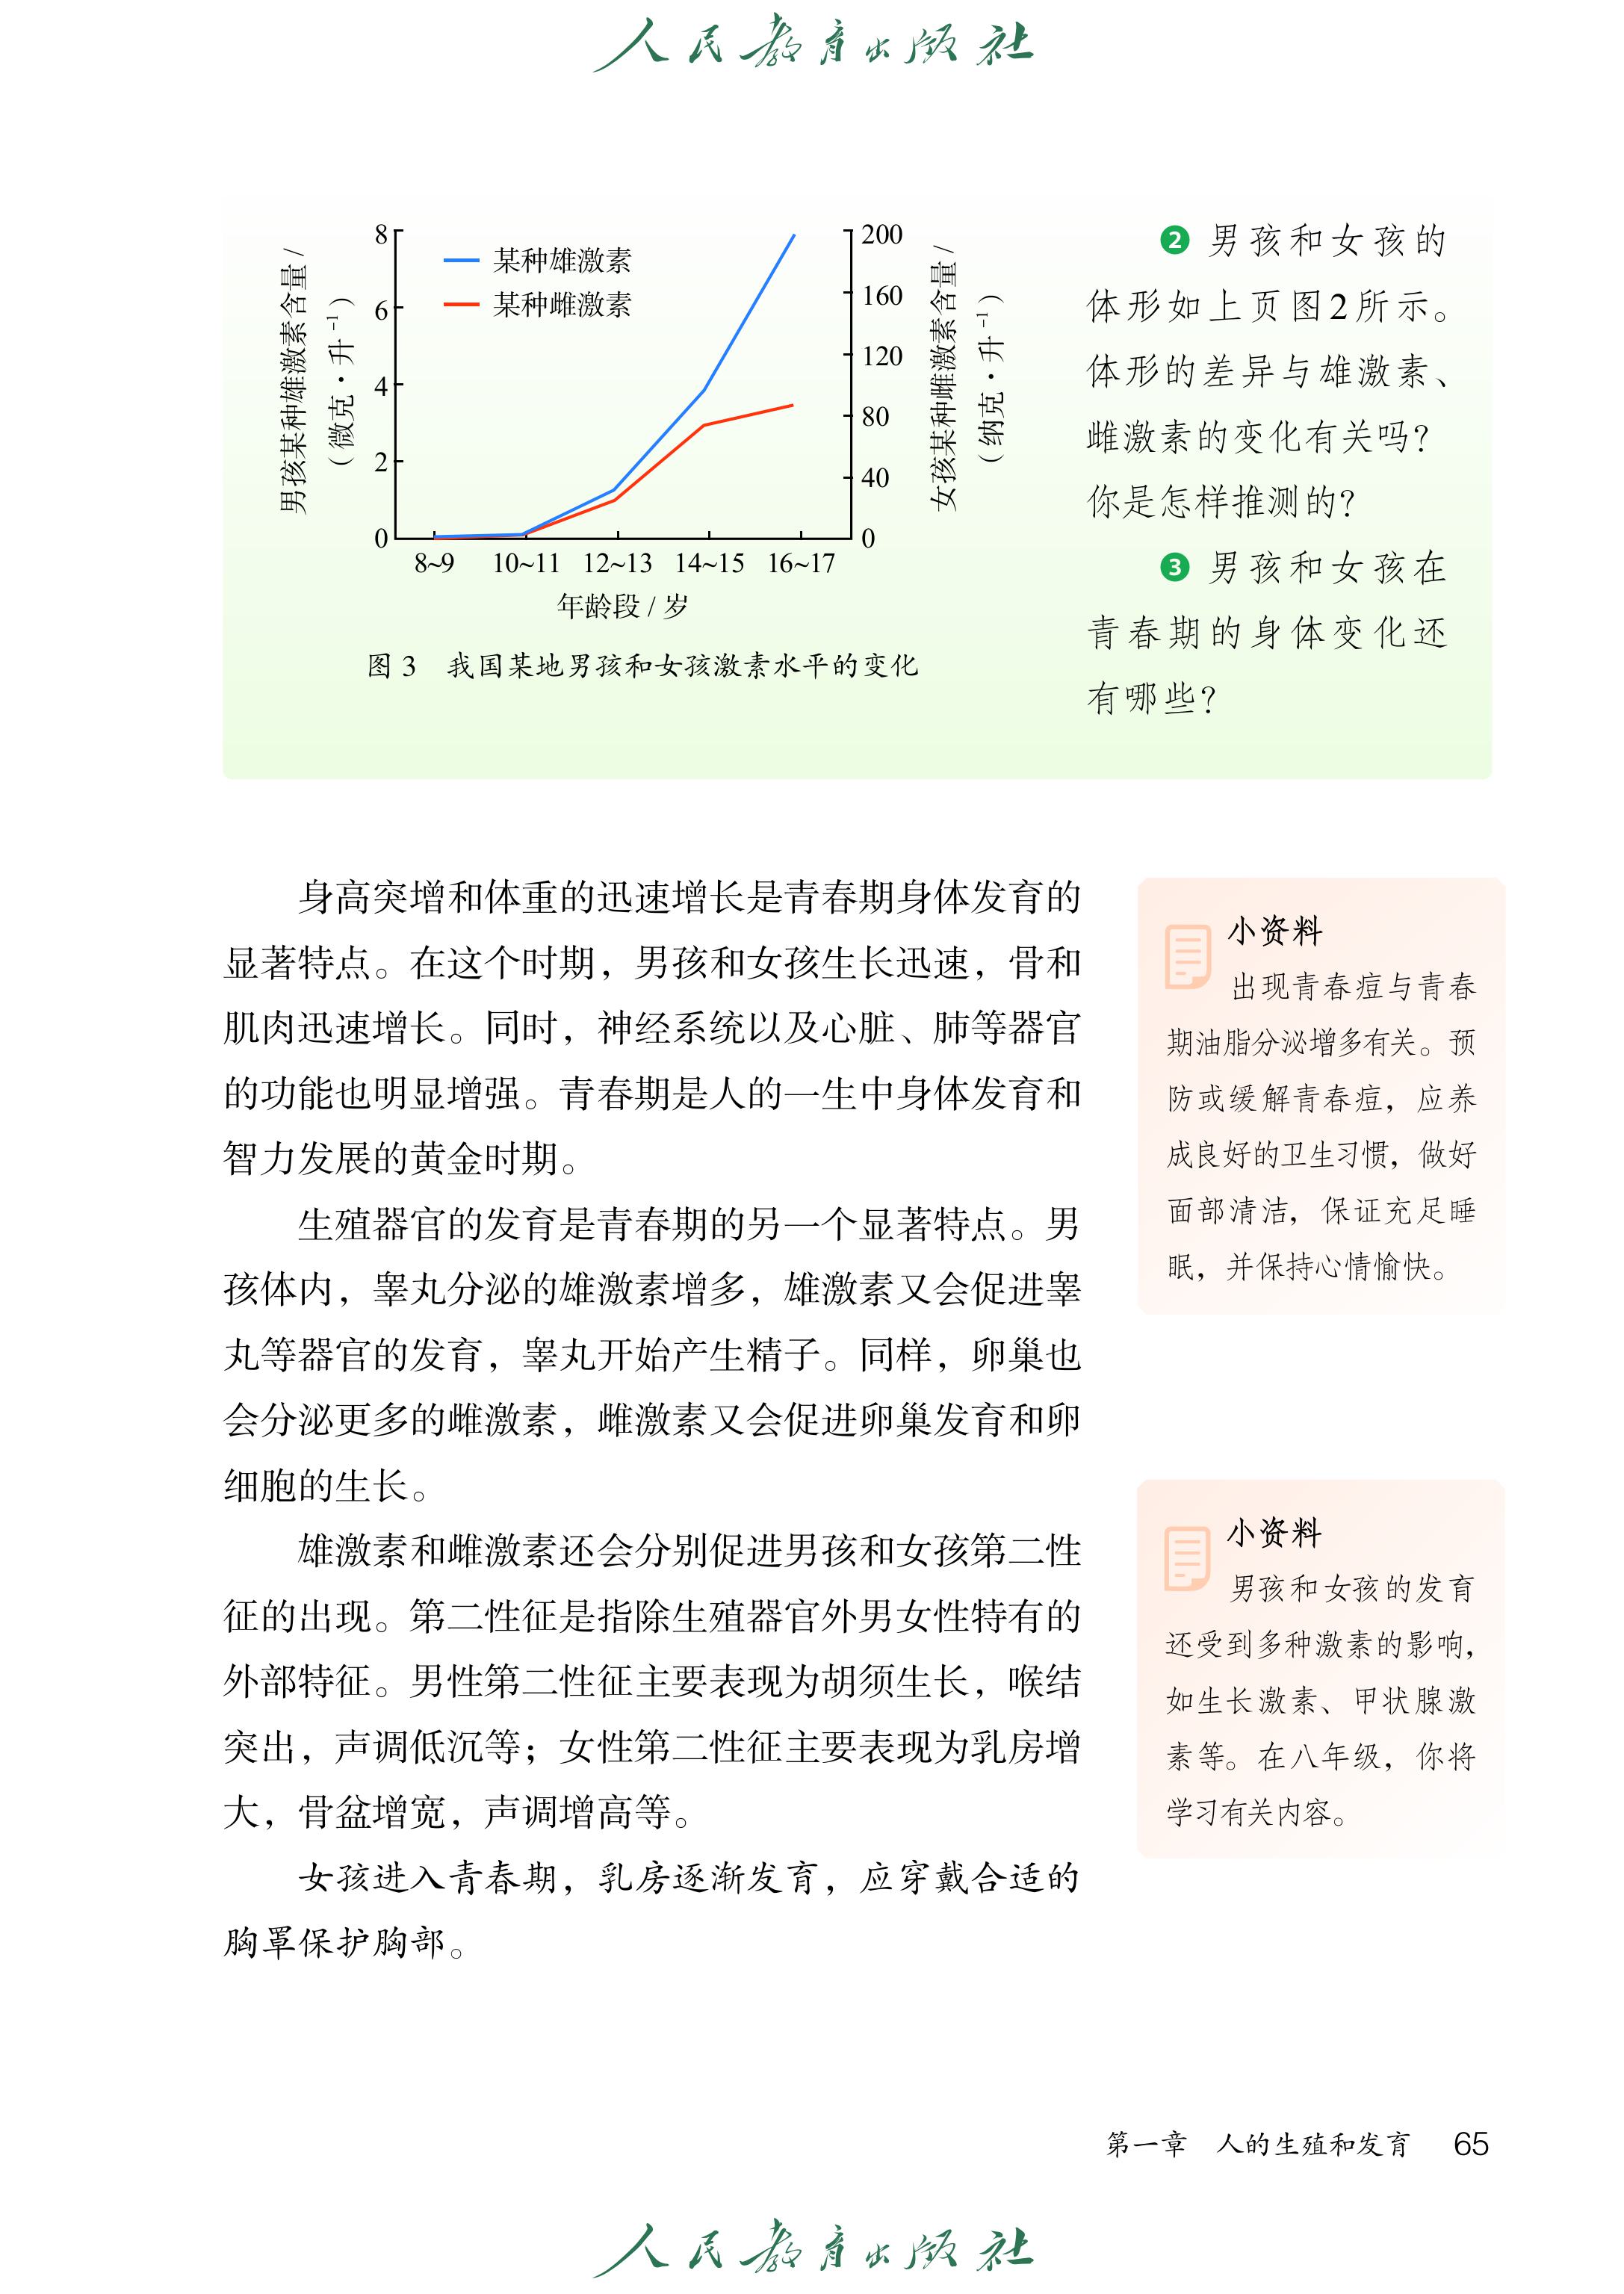 人民教育出版社
8
6
4
2
0
男孩某种雄激素含量 /
（微克·升⁻¹）
某种雄激素
某种雌激素
200
160
120
80
40
0
女孩某种雌激素含量 /
（纳克·升⁻¹）
8~9 10~11 12~13 14~15 16~17
年龄段 / 岁
图 3 我国某地男孩和女孩激素水平的变化
2 男孩和女孩的
体形如上页图2所示。
体形的差异与雄激素、
雌激素的变化有关吗？
你是怎样推测的？
3 男孩和女孩在
青春期的身体变化还
有哪些？
身高突增和体重的迅速增长是青春期身体发育的
显著特点。在这个时期，男孩和女孩生长迅速，骨和
肌肉迅速增长。同时，神经系统以及心脏、肺等器官
的功能也明显增强。青春期是人的一生中身体发育和
智力发展的黄金时期。
生殖器官的发育是青春期的另一个显著特点。男
孩体内，睾丸分泌的雄激素增多，雄激素又会促进睾
丸等器官的发育，睾丸开始产生精子。同样，卵巢也
会分泌更多的雌激素，雌激素又会促进卵巢发育和卵
细胞的生长。
雄激素和雌激素还会分别促进男孩和女孩第二性
征的出现。第二性征是指除生殖器官外男女性特有的
外部特征。男性第二性征主要表现为胡须生长，喉结
突出，声调低沉等；女性第二性征主要表现为乳房增
大，骨盆增宽，声调增高等。
女孩进入青春期，乳房逐渐发育，应穿戴合适的
胸罩保护胸部。
小资料
出现青春痘与青春
期油脂分泌增多有关。预
防或缓解青春痘，应养
成良好的卫生习惯，做好
面部清洁，保证充足睡
眠，并保持心情愉快。
小资料
男孩和女孩的发育
还受到多种激素的影响，
如生长激素、甲状腺激
素等。在八年级，你将
学习有关内容。
第一章 人的生殖和发育 65
人民教育出版社